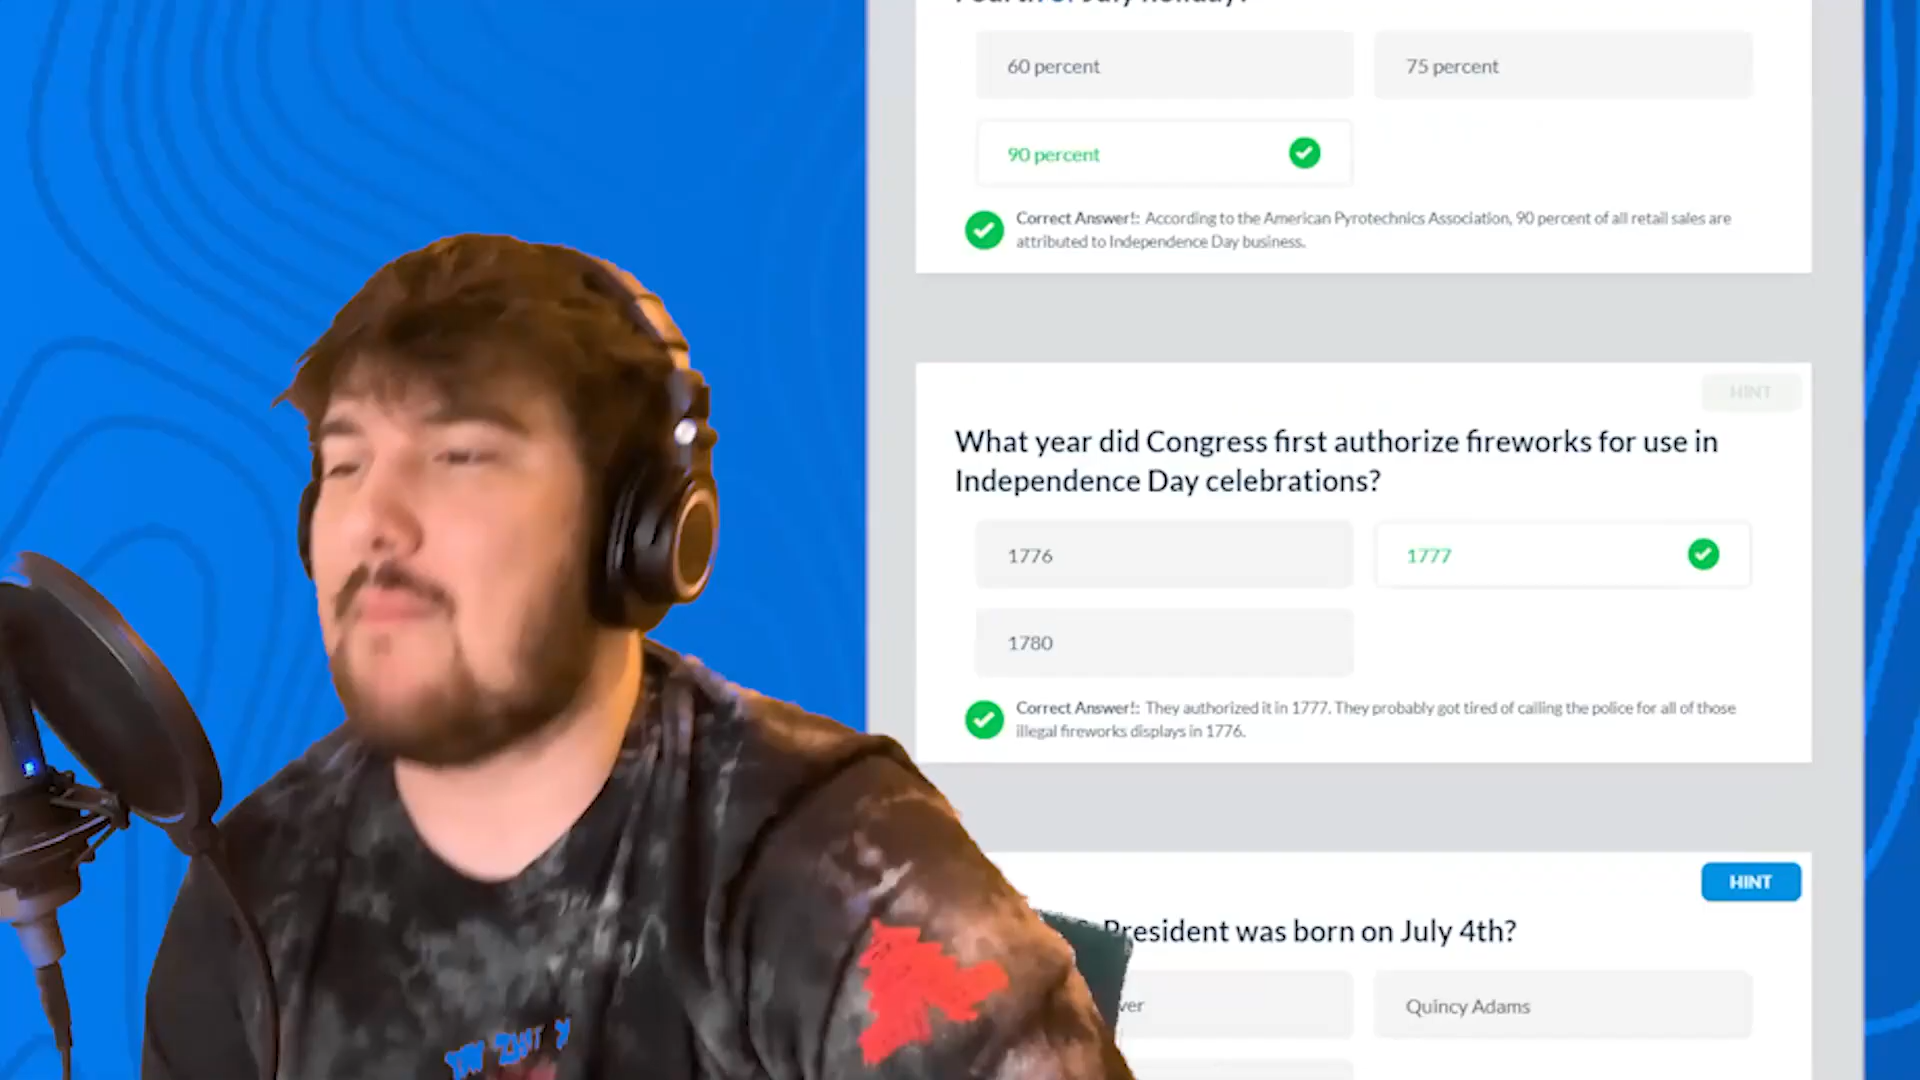 60 percent
75 percent
90 percent
Correct Answer!: According to the American Pyrotechnics Association, 90 percent of all retail sales are
attributed to Independence Day business.
HINT
What year did Congress first authorize fireworks for use in
Independence Day celebrations?
1776
1777
1780
Correct Answer!: They authorized it in 1777. They probably got tired of calling the police for all of those
illegal fireworks displays in 1776.
HINT
President was born on July 4th?
Quincy Adams